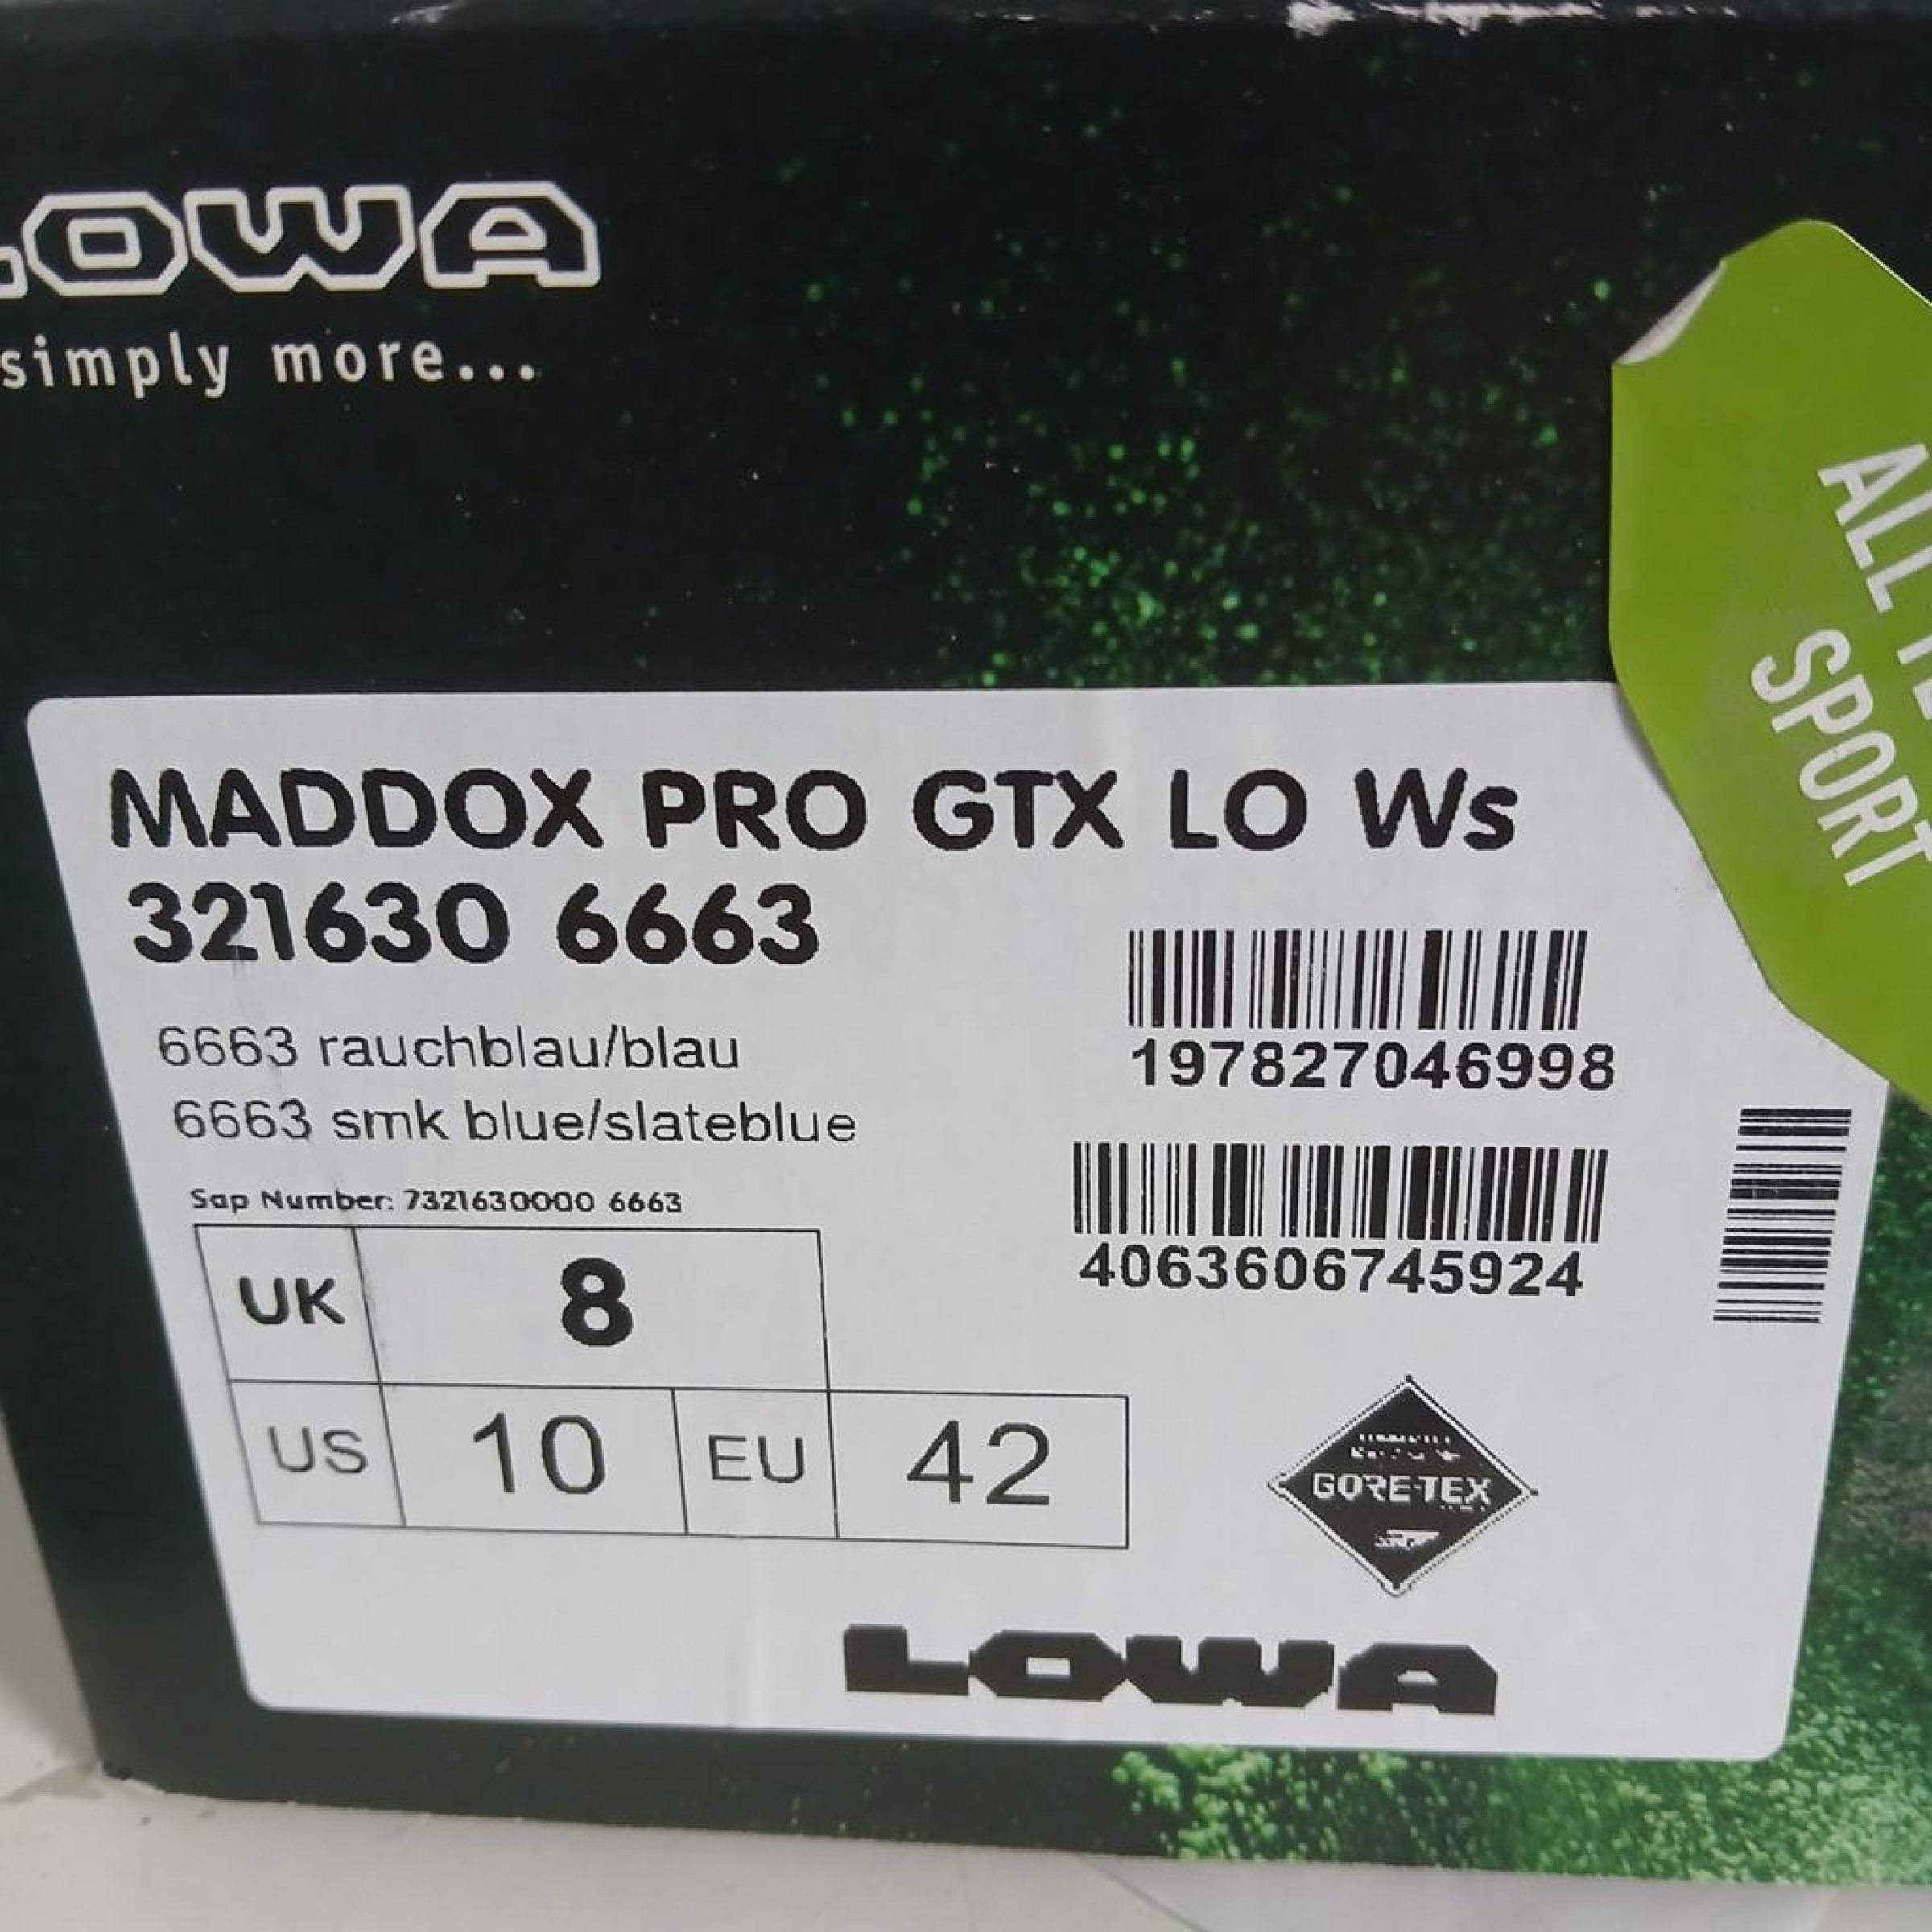 LOWA
simply more...
ALL
SPORT
MADDOX PRO GTX LO Ws
321630 6663
6663 rauchblau/blau
6663 smk blue/slateblue
197827046998
Sap Number: 7321630000 6663
4063606745924
UK 8
US 10 EU 42
GORE-TEX
LOWA